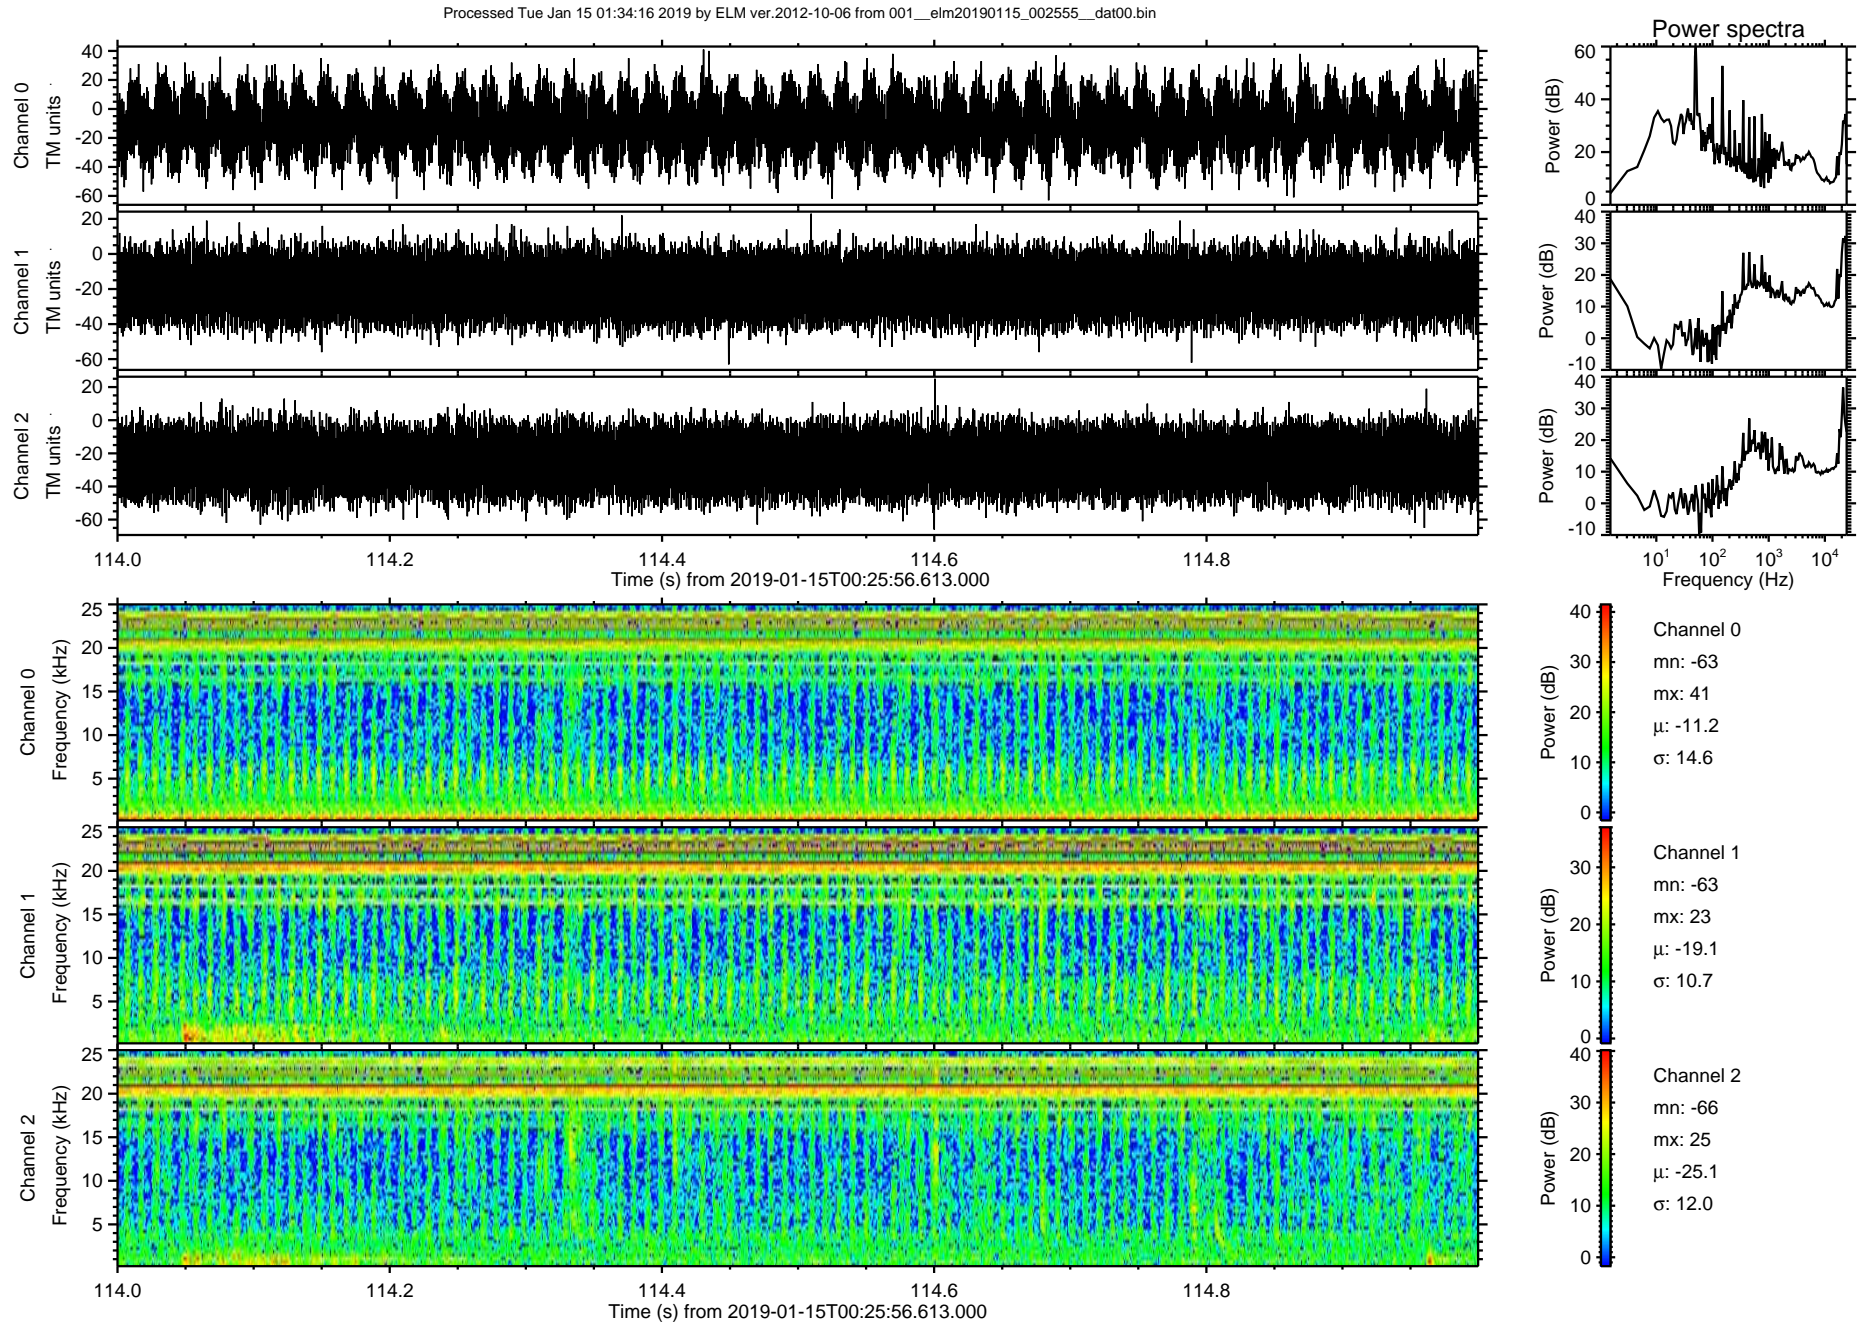 Processed Tue Jan 15 01:34:16 2019 by ELM ver.2012-10-06 from 001__elm20190115_002555__dat00.bin
Power spectra
Channel 0
TM units
40
20
0
-20
-40
-60
Power (dB)
60
40
20
0
Channel 1
TM units
20
0
-20
-40
-60
Power (dB)
40
30
20
10
0
-10
Channel 2
TM units
20
0
-20
-40
-60
Power (dB)
40
30
20
10
0
-10
114.0 114.2 114.4 114.6 114.8
Time (s) from 2019-01-15T00:25:56.613.000
10^1 10^2 10^3 10^4
Frequency (Hz)
Channel 0
Frequency (kHz)
25
20
15
10
5
Power (dB)
40
30
20
10
0
Channel 0
mn: -63
mx: 41
μ: -11.2
σ: 14.6
Channel 1
Frequency (kHz)
25
20
15
10
5
Power (dB)
30
20
10
0
Channel 1
mn: -63
mx: 23
μ: -19.1
σ: 10.7
Channel 2
Frequency (kHz)
25
20
15
10
5
Power (dB)
40
30
20
10
0
Channel 2
mn: -66
mx: 25
μ: -25.1
σ: 12.0
114.0 114.2 114.4 114.6 114.8
Time (s) from 2019-01-15T00:25:56.613.000